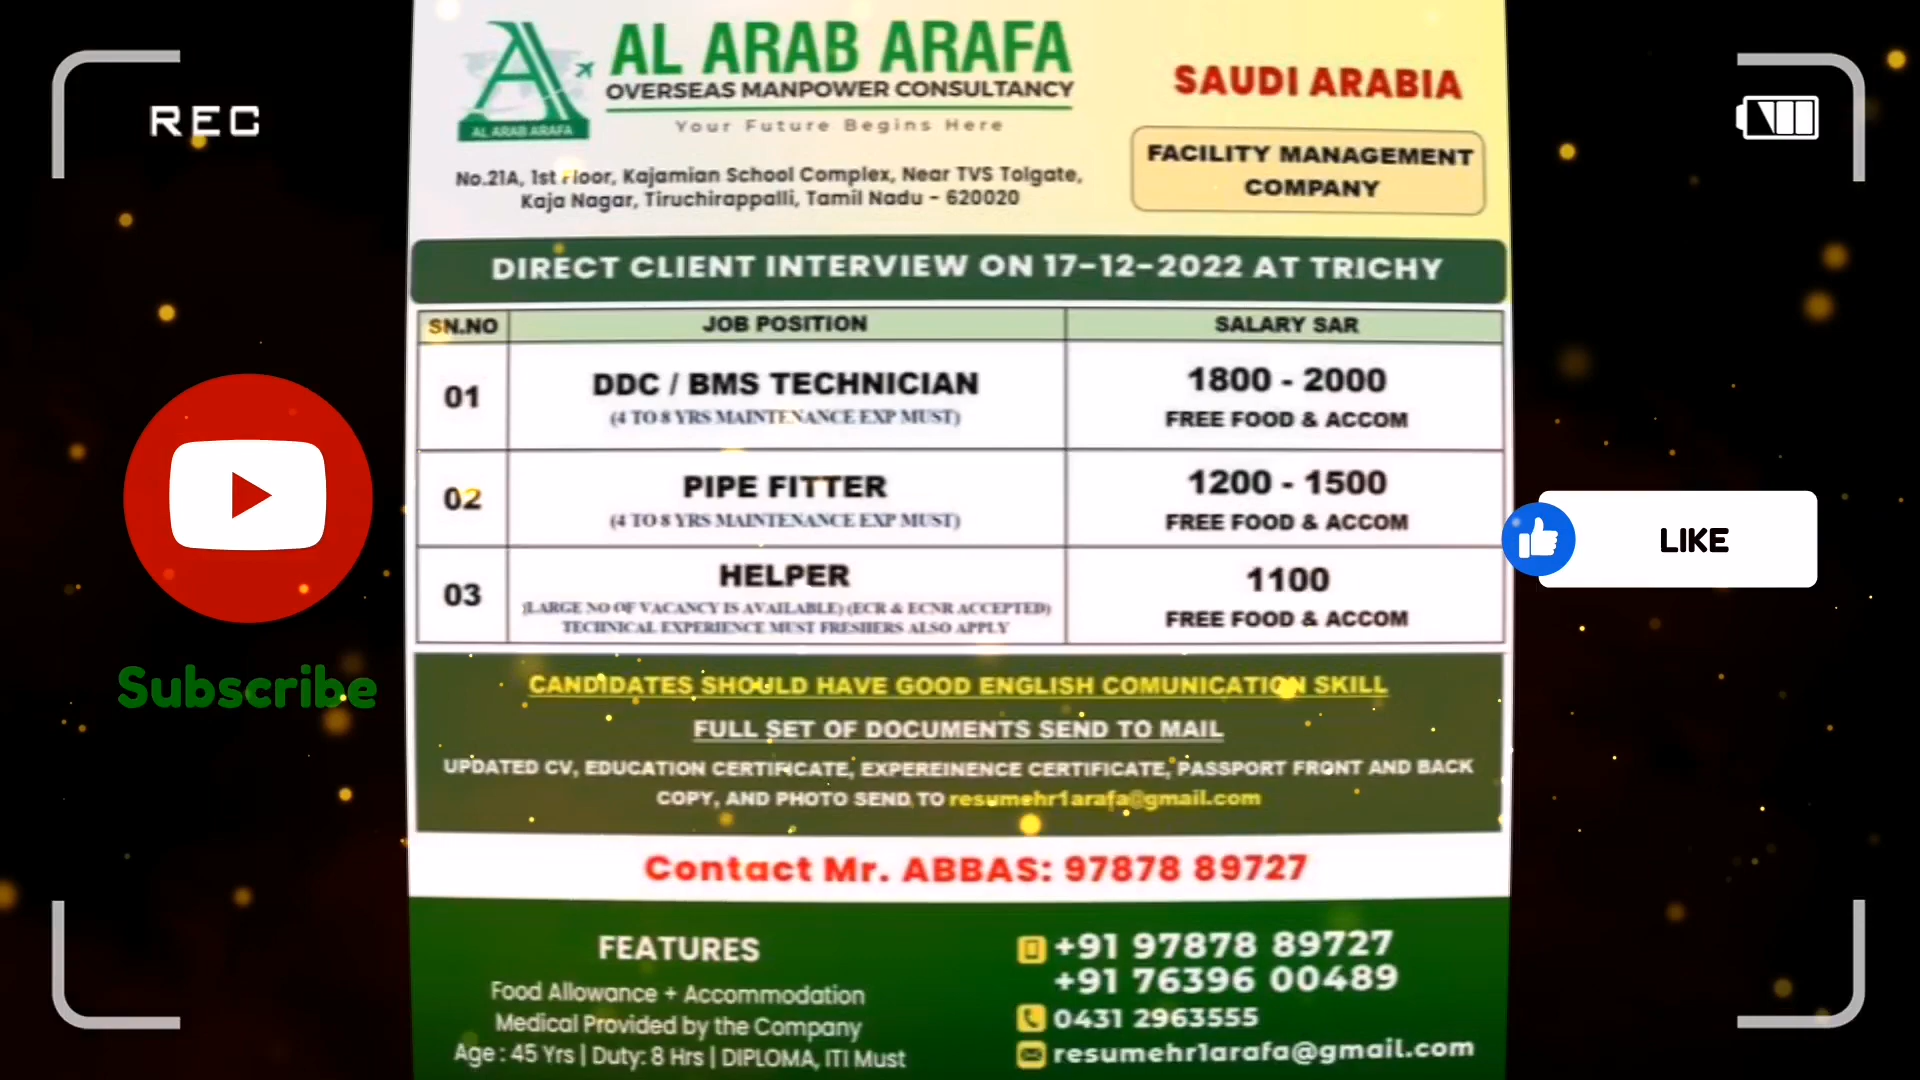 REC
AL ARAB ARAFA
AL ARAB ARAFA
OVERSEAS MANPOWER CONSULTANCY
Your Future Begins Here
No.21A, 1st Floor, Kajamian School Complex, Near TVS Tolgate,
Kaja Nagar, Tiruchirappalli, Tamil Nadu - 620020
SAUDI ARABIA
FACILITY MANAGEMENT
COMPANY
DIRECT CLIENT INTERVIEW ON 17-12-2022 AT TRICHY
SN.NO JOB POSITION SALARY SAR
01 DDC / BMS TECHNICIAN 1800 - 2000
(4 TO 8 YRS MAINTENANCE EXP MUST) FREE FOOD & ACCOM
02 PIPE FITTER 1200 - 1500
(4 TO 8 YRS MAINTENANCE EXP MUST) FREE FOOD & ACCOM
03 HELPER 1100
(LARGE NO OF VACANCY IS AVAILABLE) (ECR & ECNR ACCEPTED)
TECHNICAL EXPERIENCE MUST FRESHERS ALSO APPLY FREE FOOD & ACCOM
CANDIDATES SHOULD HAVE GOOD ENGLISH COMUNICATION SKILL
FULL SET OF DOCUMENTS SEND TO MAIL
UPDATED CV, EDUCATION CERTIFICATE, EXPEREINENCE CERTIFICATE, PASSPORT FRONT AND BACK
COPY, AND PHOTO SEND TO resumehr1arafa@gmail.com
Contact Mr. ABBAS: 97878 89727
FEATURES
Food Allowance + Accommodation
Medical Provided by the Company
Age : 45 Yrs | Duty: 8 Hrs | DIPLOMA, ITI Must
+91 97878 89727
+91 76396 00489
0431 2963555
resumehr1arafa@gmail.com
Subscribe
LIKE